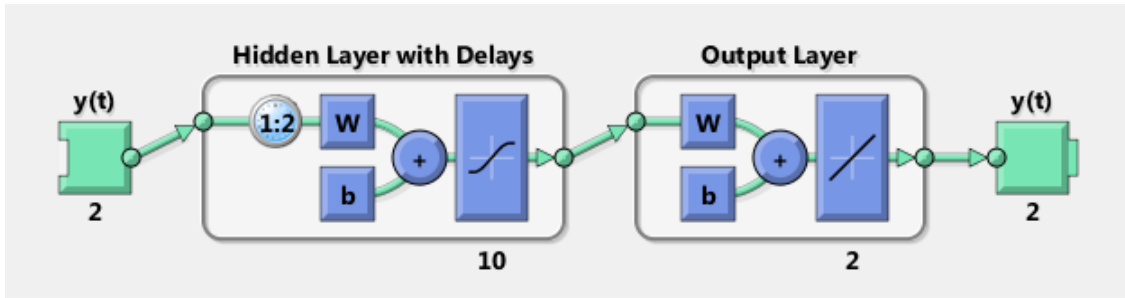 Hidden Layer with Delays
Output Layer
y(t)
y(t)
1:2
W
W
+
+
b
b
2
2
10
2